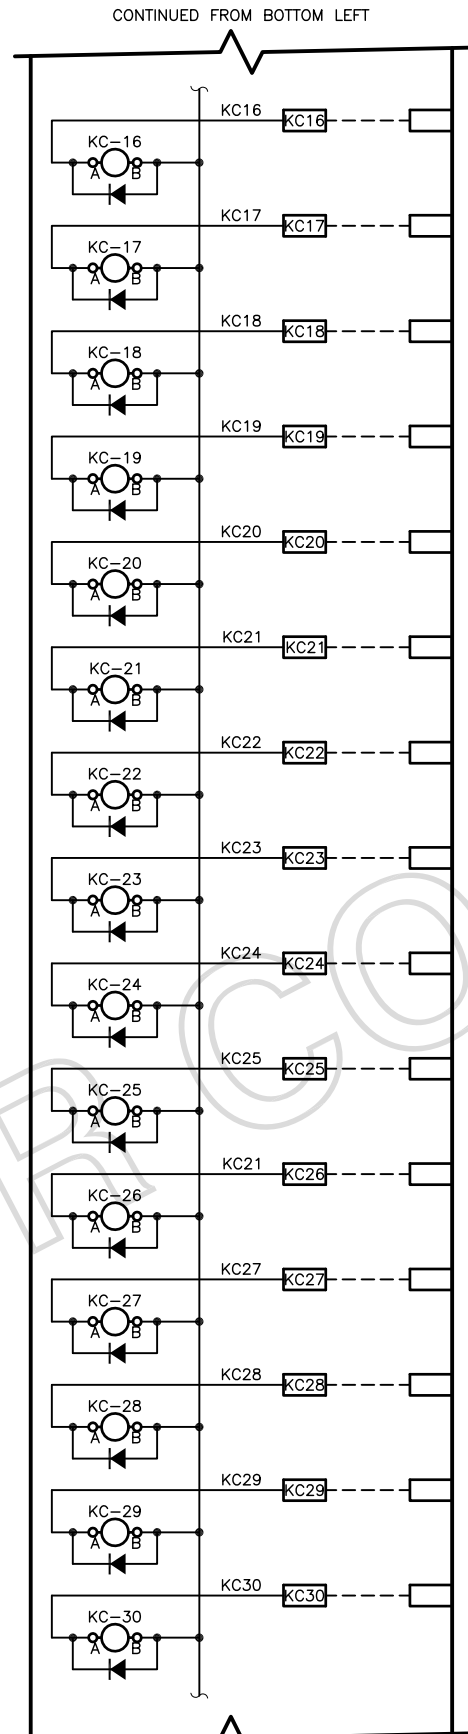 CONTINUED FROM BOTTOM LEFT
KC16 KC16
KC-16
A B
KC17 KC17
KC-17
A B
KC18 KC18
KC-18
A B
KC19 KC19
KC-19
A B
KC20 KC20
KC-20
A B
KC21 KC21
KC-21
A B
KC22 KC22
KC-22
A B
KC23 KC23
KC-23
A B
KC24 KC24
KC-24
A B
KC25 KC25
KC-25
A B
KC21 KC26
KC-26
A B
KC27 KC27
KC-27
A B
KC28 KC28
KC-28
A B
KC29 KC29
KC-29
A B
KC30 KC30
KC-30
A B
R CO